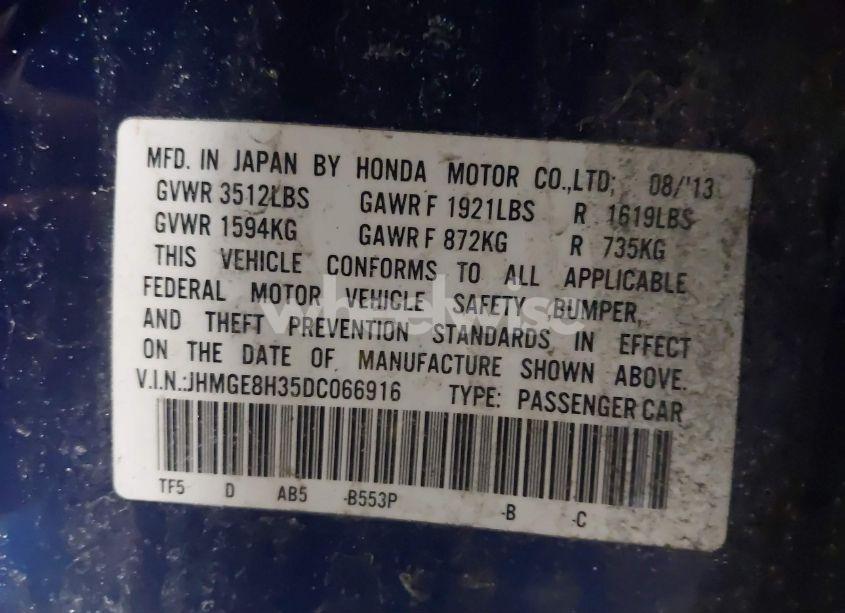 MFD. IN JAPAN BY HONDA MOTOR CO.,LTD; 08/'13
GVWR 3512LBS GAWR F 1921LBS R 1619LBS
GVWR 1594KG GAWR F 872KG R 735KG
THIS VEHICLE CONFORMS TO ALL APPLICABLE
FEDERAL MOTOR VEHICLE SAFETY, BUMPER,
AND THEFT PREVENTION STANDARDS IN EFFECT
ON THE DATE OF MANUFACTURE SHOWN ABOVE.
V.I.N.:JHMGE8H35DC066916 TYPE: PASSENGER CAR
TF5 D AB5 -B553P -B -C
wheelwise